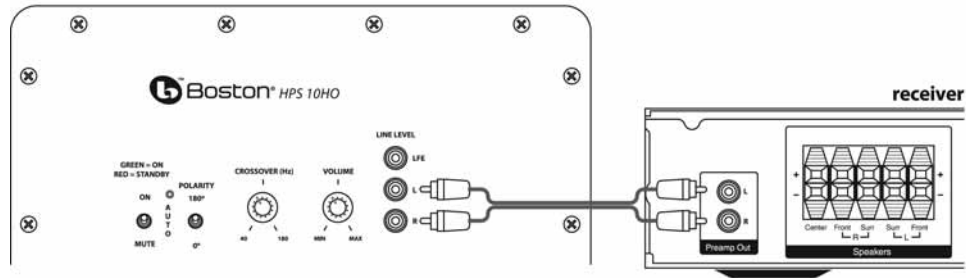 Boston® HPS 10HO
™
receiver
LINE LEVEL
LFE
L
R
GREEN = ON
RED = STANDBY
ON
AUTO
MUTE
POLARITY
180°
0°
CROSSOVER (Hz)
40
180
VOLUME
MIN
MAX
L
R
Preamp Out
+
−
+
−
Center Front Surr Surr Front
R L
Speakers